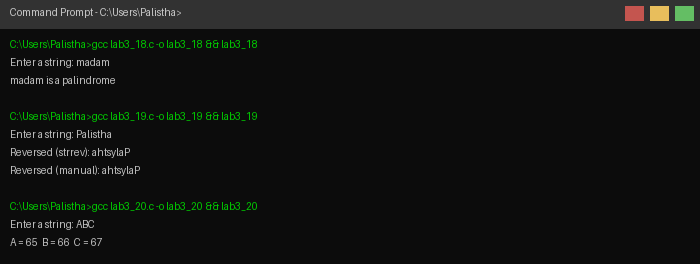 Command Prompt - C:\Users\Palistha>
C:\Users\Palistha>gcc lab3_18.c -o lab3_18 && lab3_18
Enter a string: madam
madam is a palindrome
C:\Users\Palistha>gcc lab3_19.c -o lab3_19 && lab3_19
Enter a string: Palistha
Reversed (strrev): ahtsylaP
Reversed (manual): ahtsylaP
C:\Users\Palistha>gcc lab3_20.c -o lab3_20 && lab3_20
Enter a string: ABC
A = 65  B = 66  C = 67